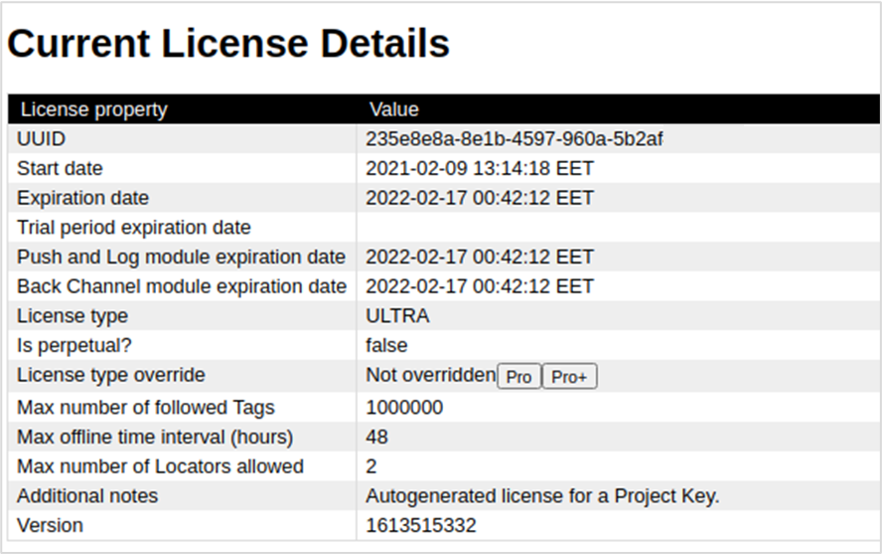 Current License Details
License property Value
UUID 235e8e8a-8e1b-4597-960a-5b2af
Start date 2021-02-09 13:14:18 EET
Expiration date 2022-02-17 00:42:12 EET
Trial period expiration date
Push and Log module expiration date 2022-02-17 00:42:12 EET
Back Channel module expiration date 2022-02-17 00:42:12 EET
License type ULTRA
Is perpetual? false
License type override Not overridden Pro Pro+
Max number of followed Tags 1000000
Max offline time interval (hours) 48
Max number of Locators allowed 2
Additional notes Autogenerated license for a Project Key.
Version 1613515332